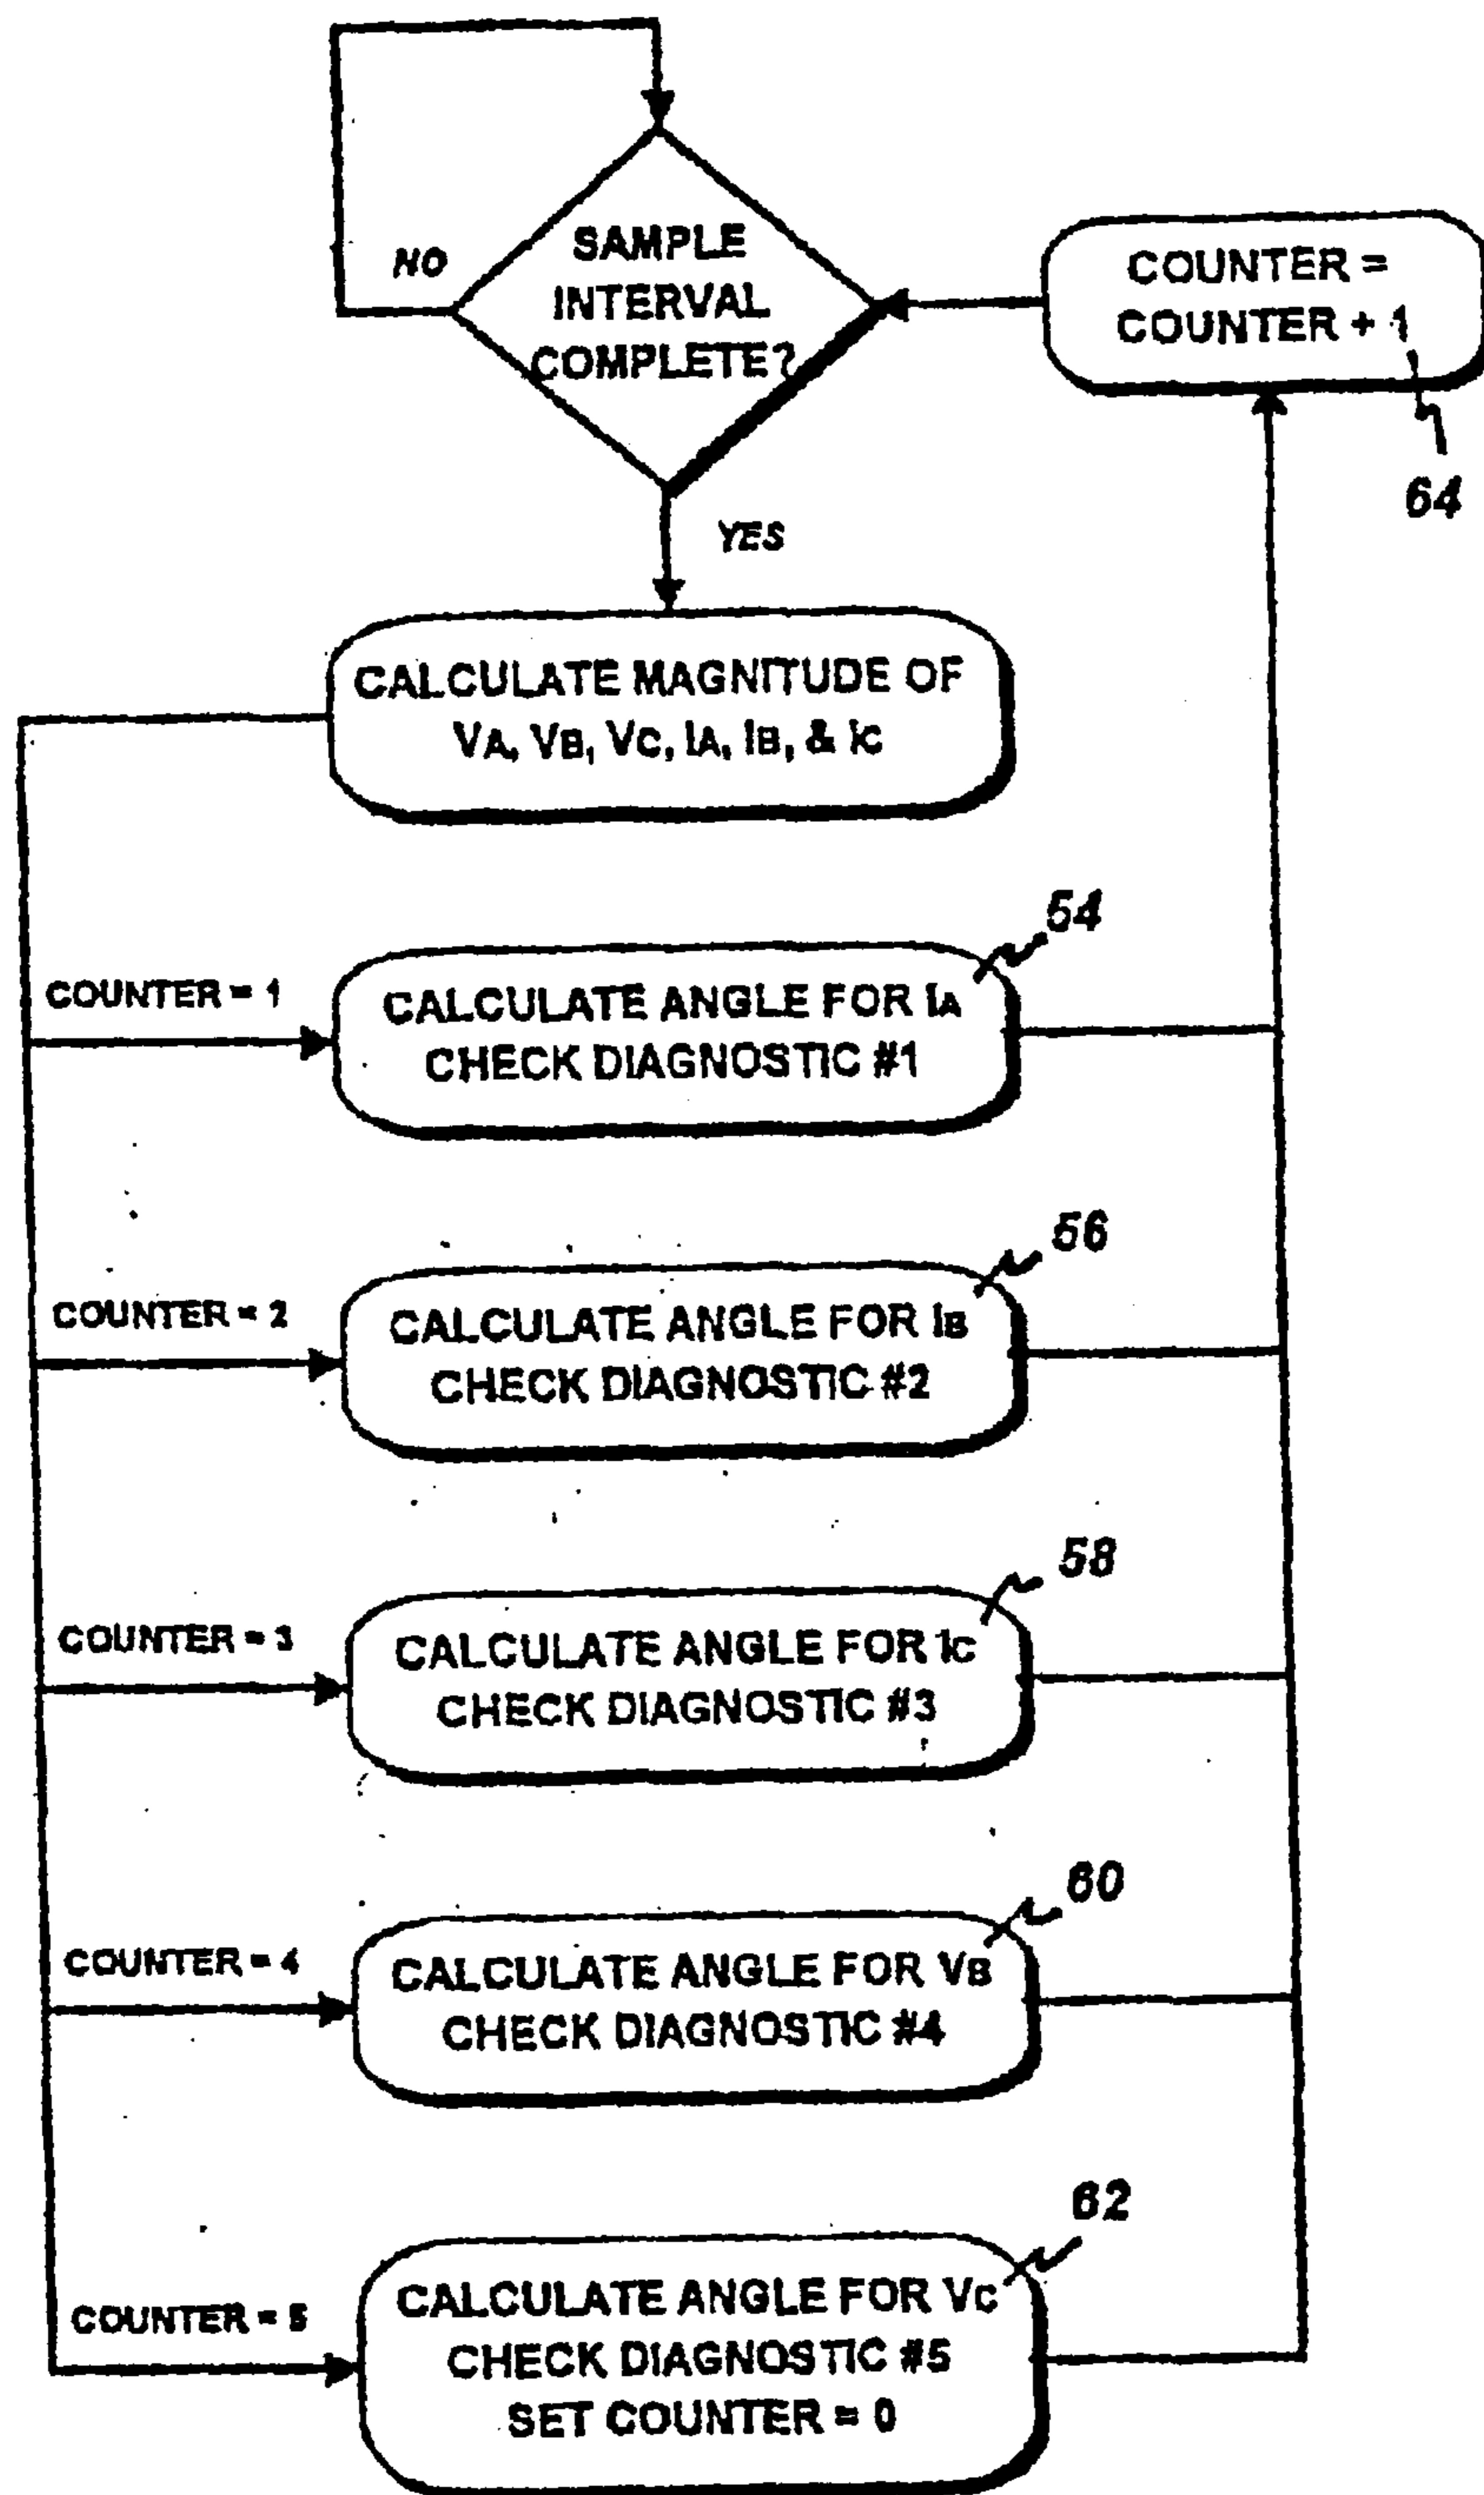 SAMPLE
INTERVAL
COMPLETE?
NO
YES
COUNTER =
COUNTER + 1
64
CALCULATE MAGNITUDE OF
VA, VB, VC, IA, IB, & IC
54
COUNTER = 1
CALCULATE ANGLE FOR IA
CHECK DIAGNOSTIC #1
56
COUNTER = 2
CALCULATE ANGLE FOR IB
CHECK DIAGNOSTIC #2
58
COUNTER = 3
CALCULATE ANGLE FOR IC
CHECK DIAGNOSTIC #3
60
COUNTER = 4
CALCULATE ANGLE FOR VB
CHECK DIAGNOSTIC #4
62
COUNTER = 5
CALCULATE ANGLE FOR VC
CHECK DIAGNOSTIC #5
SET COUNTER = 0